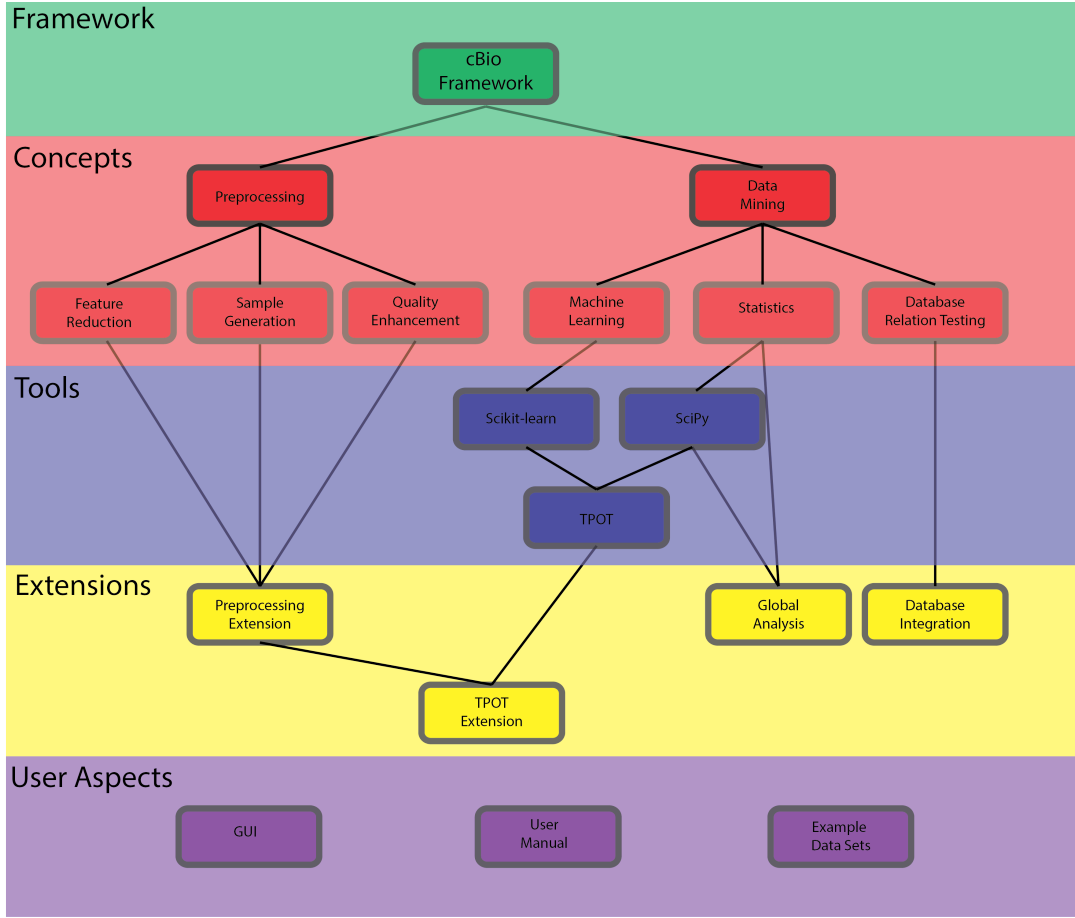 Framework
cBio
Framework
Concepts
Preprocessing
Data
Mining
Feature
Reduction
Sample
Generation
Quality
Enhancement
Machine
Learning
Statistics
Database
Relation Testing
Tools
Scikit-learn
SciPy
TPOT
Extensions
Preprocessing
Extension
Global
Analysis
Database
Integration
TPOT
Extension
User Aspects
GUI
User
Manual
Example
Data Sets